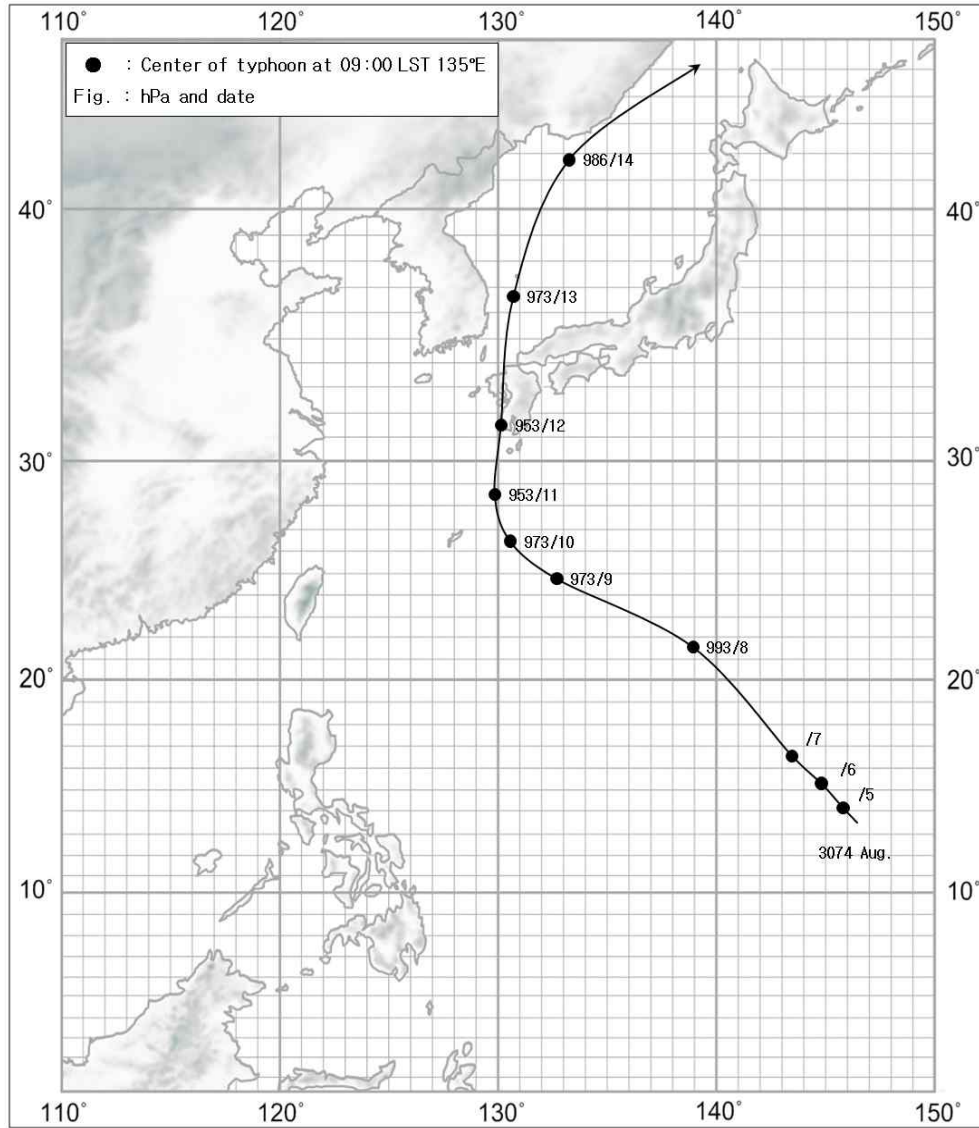 110° 120° 130° 140° 150°
● : Center of typhoon at 09:00 LST 135°E
Fig. : hPa and date
986/14
40° 40°
973/13
953/12
30° 30°
953/11
973/10
973/9
993/8
20° 20°
/7
/6
/5
3074 Aug.
10° 10°
110° 120° 130° 140° 150°